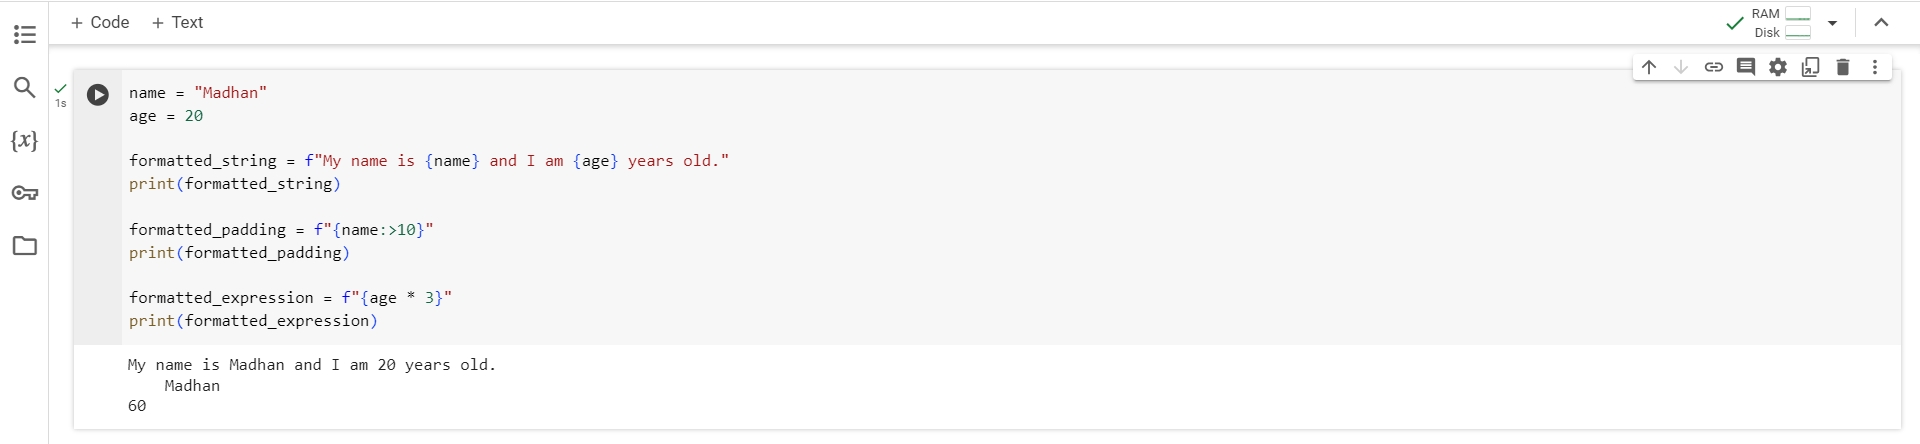 + Code + Text
RAM
Disk
{x}
1s
name = "Madhan"
age = 20
formatted_string = f"My name is {name} and I am {age} years old."
print(formatted_string)
formatted_padding = f"{name:>10}"
print(formatted_padding)
formatted_expression = f"{age * 3}"
print(formatted_expression)
My name is Madhan and I am 20 years old.
    Madhan
60